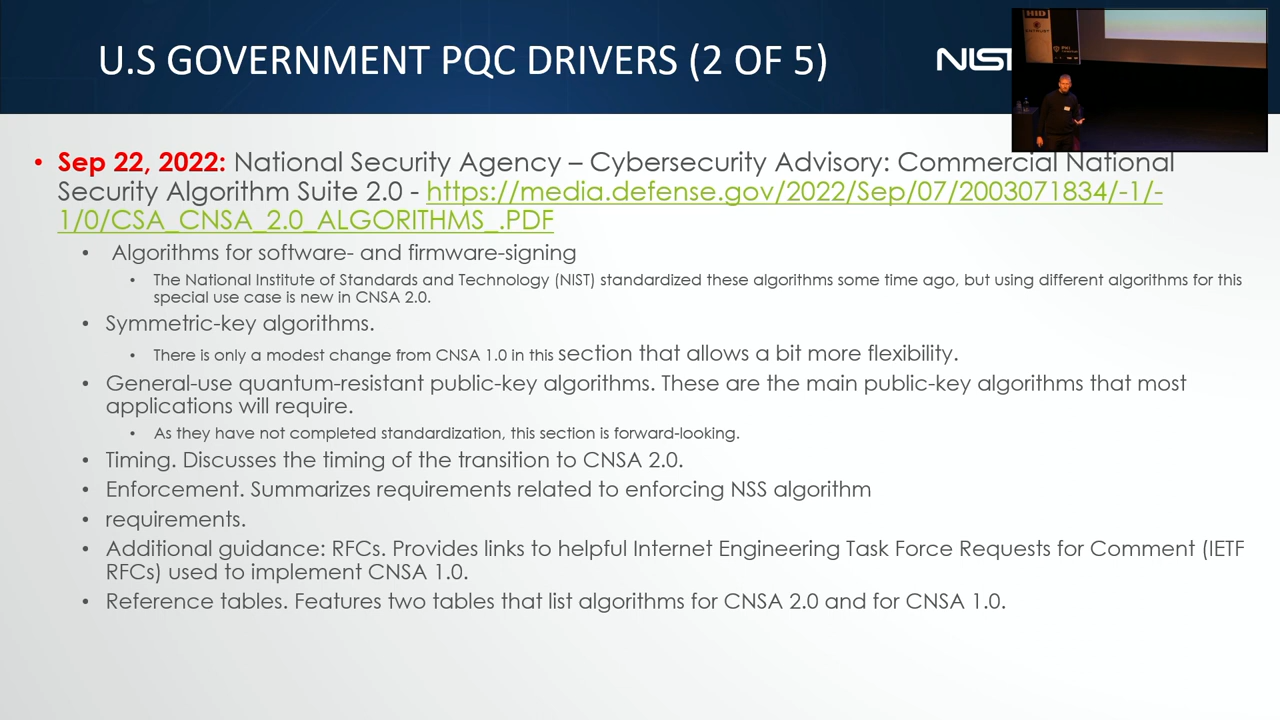 U.S GOVERNMENT PQC DRIVERS (2 OF 5)
NIST
HID
ENTRUST
• Sep 22, 2022: National Security Agency – Cybersecurity Advisory: Commercial National
Security Algorithm Suite 2.0 - https://media.defense.gov/2022/Sep/07/2003071834/-1/-
1/0/CSA_CNSA_2.0_ALGORITHMS_.PDF
• Algorithms for software- and firmware-signing
• The National Institute of Standards and Technology (NIST) standardized these algorithms some time ago, but using different algorithms for this
special use case is new in CNSA 2.0.
• Symmetric-key algorithms.
• There is only a modest change from CNSA 1.0 in this section that allows a bit more flexibility.
• General-use quantum-resistant public-key algorithms. These are the main public-key algorithms that most
applications will require.
• As they have not completed standardization, this section is forward-looking.
• Timing. Discusses the timing of the transition to CNSA 2.0.
• Enforcement. Summarizes requirements related to enforcing NSS algorithm
• requirements.
• Additional guidance: RFCs. Provides links to helpful Internet Engineering Task Force Requests for Comment (IETF
RFCs) used to implement CNSA 1.0.
• Reference tables. Features two tables that list algorithms for CNSA 2.0 and for CNSA 1.0.